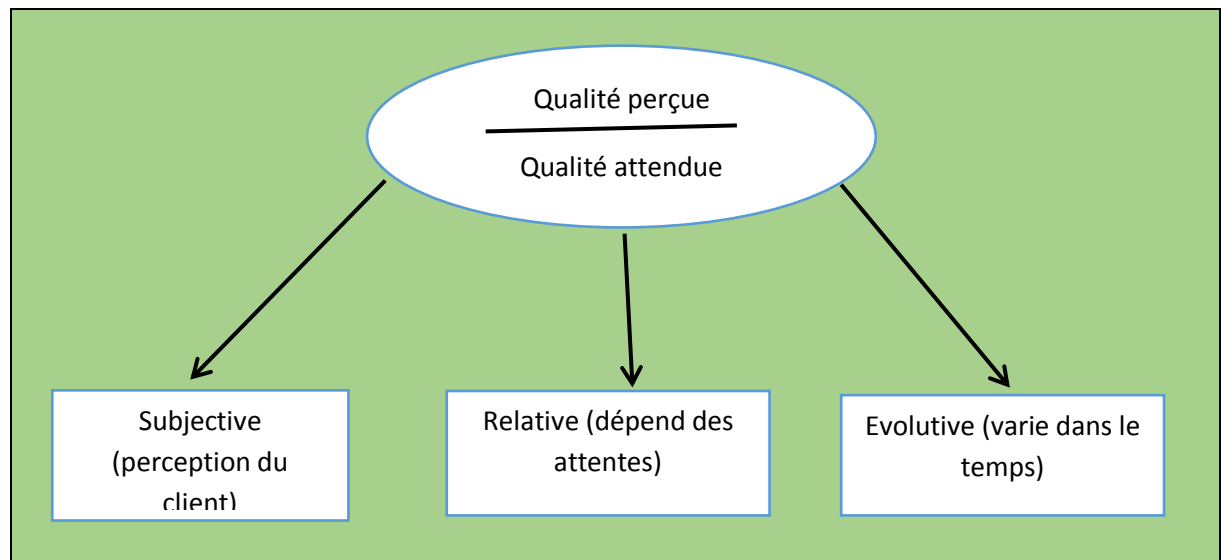 Qualité perçue
Qualité attendue
Subjective
(perception du
client)
Relative (dépend des
attentes)
Evolutive (varie dans le
temps)